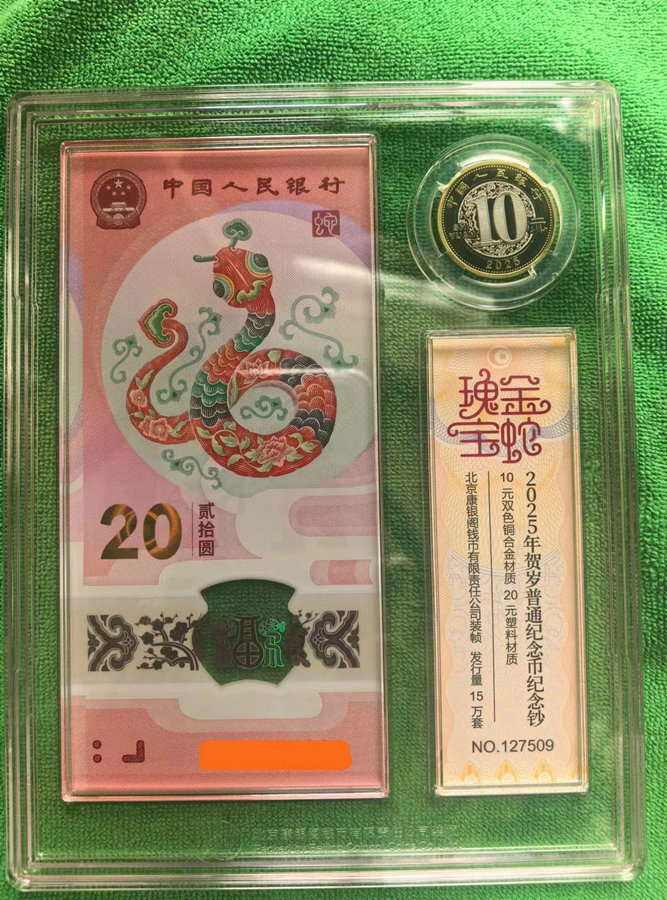 中国人民银行
蛇
20
贰拾圆
福
中国人民银行
10
元
2025
金蛇
瑰宝
2025年贺岁普通纪念币纪念钞
10元双色铜合金材质 20元塑料材质
北京康银阁钱币有限责任公司装帧 发行量15万套
NO.127509